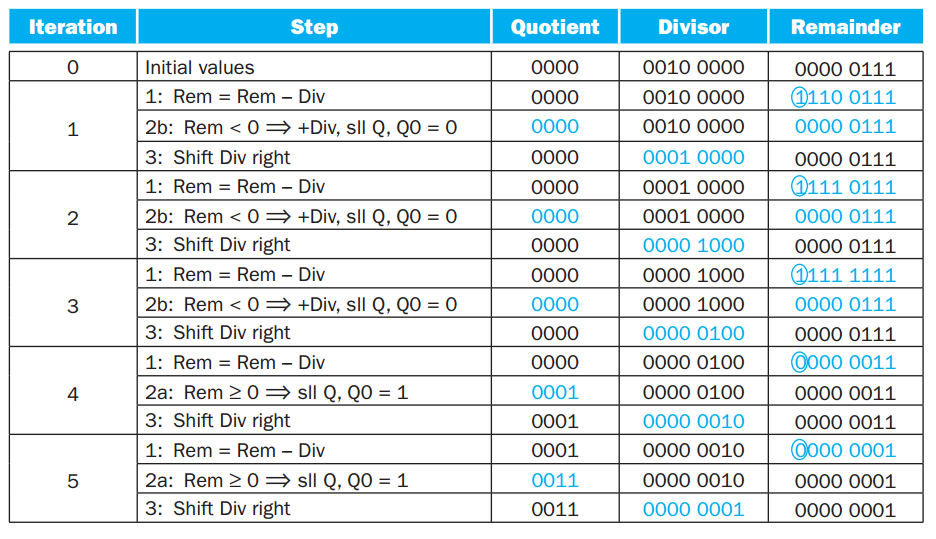 Iteration Step Quotient Divisor Remainder
0 Initial values 0000 0010 0000 0000 0111
1 1: Rem = Rem – Div 0000 0010 0000 1110 0111
2b: Rem < 0 ⟹ +Div, sll Q, Q0 = 0 0000 0010 0000 0000 0111
3: Shift Div right 0000 0001 0000 0000 0111
2 1: Rem = Rem – Div 0000 0001 0000 1111 0111
2b: Rem < 0 ⟹ +Div, sll Q, Q0 = 0 0000 0001 0000 0000 0111
3: Shift Div right 0000 0000 1000 0000 0111
3 1: Rem = Rem – Div 0000 0000 1000 1111 1111
2b: Rem < 0 ⟹ +Div, sll Q, Q0 = 0 0000 0000 1000 0000 0111
3: Shift Div right 0000 0000 0100 0000 0111
4 1: Rem = Rem – Div 0000 0000 0100 0000 0011
2a: Rem ≥ 0 ⟹ sll Q, Q0 = 1 0001 0000 0100 0000 0011
3: Shift Div right 0001 0000 0010 0000 0011
5 1: Rem = Rem – Div 0001 0000 0010 0000 0001
2a: Rem ≥ 0 ⟹ sll Q, Q0 = 1 0011 0000 0010 0000 0001
3: Shift Div right 0011 0000 0001 0000 0001